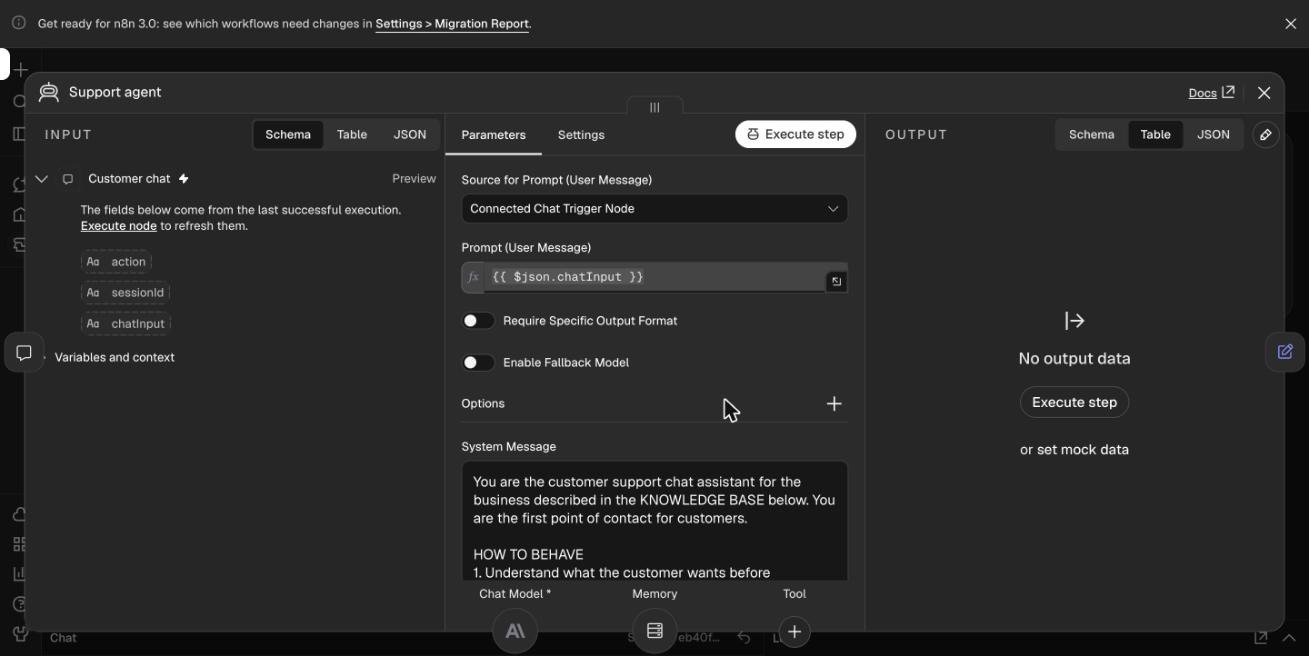 Get ready for n8n 3.0: see which workflows need changes in Settings > Migration Report.
Support agent
Docs
INPUT
Schema
Table
JSON
Customer chat
Preview
The fields below come from the last successful execution.
Execute node to refresh them.
Aa action
Aa sessionId
Aa chatInput
Variables and context
Parameters
Settings
Execute step
Source for Prompt (User Message)
Connected Chat Trigger Node
Prompt (User Message)
fx {{ $json.chatInput }}
Require Specific Output Format
Enable Fallback Model
Options
System Message
You are the customer support chat assistant for the
business described in the KNOWLEDGE BASE below. You
are the first point of contact for customers.
HOW TO BEHAVE
1. Understand what the customer wants before
Chat Model *
Memory
Tool
OUTPUT
Schema
Table
JSON
No output data
Execute step
or set mock data
Chat
eb40f...